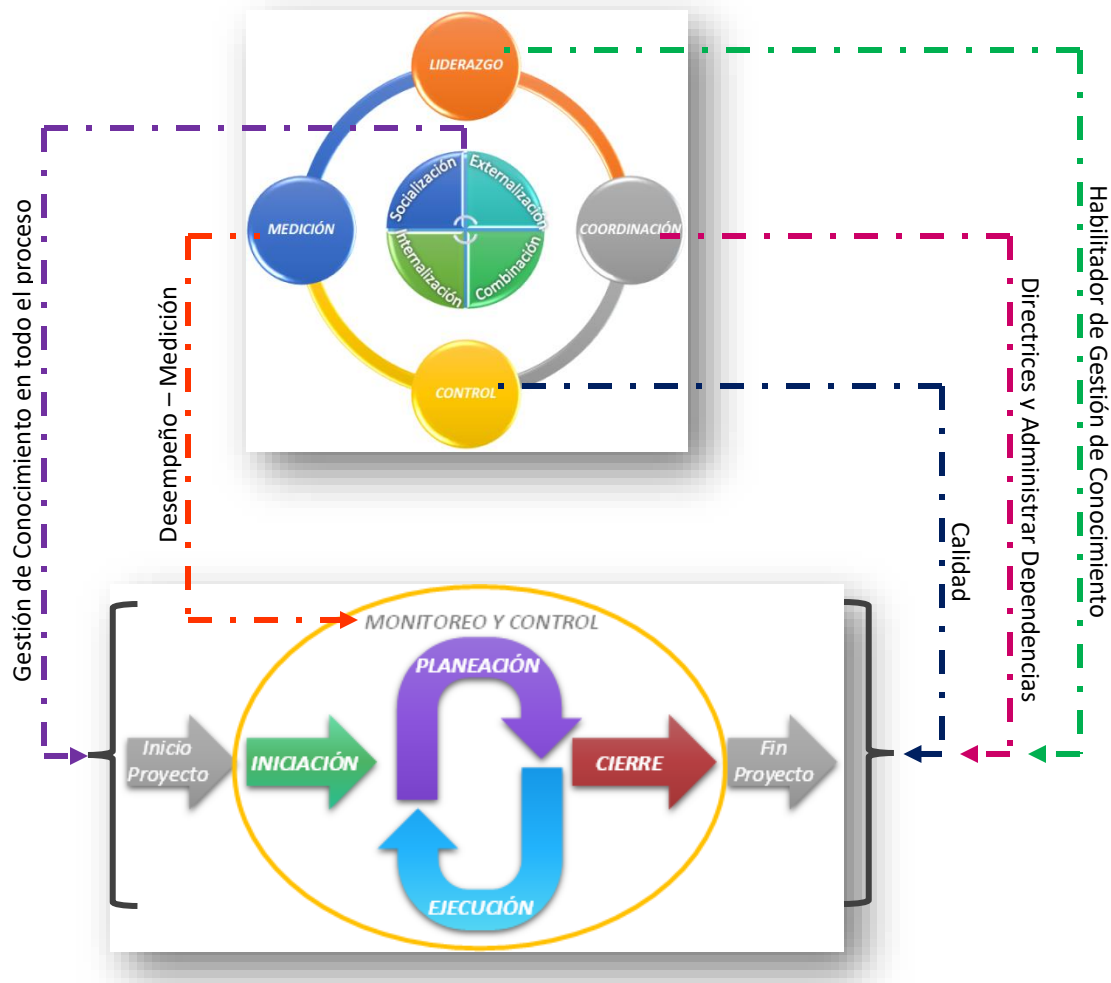 LIDERAZGO
Socialización
Externalización
MEDICIÓN
COORDINACIÓN
Internalización
Combinación
CONTROL
Gestión de Conocimiento en todo el proceso
Desempeño – Medición
Calidad
Directrices y Administrar Dependencias
Habilitador de Gestión de Conocimiento
MONITOREO Y CONTROL
PLANEACIÓN
Inicio
Proyecto
INICIACIÓN
CIERRE
Fin
Proyecto
EJECUCIÓN